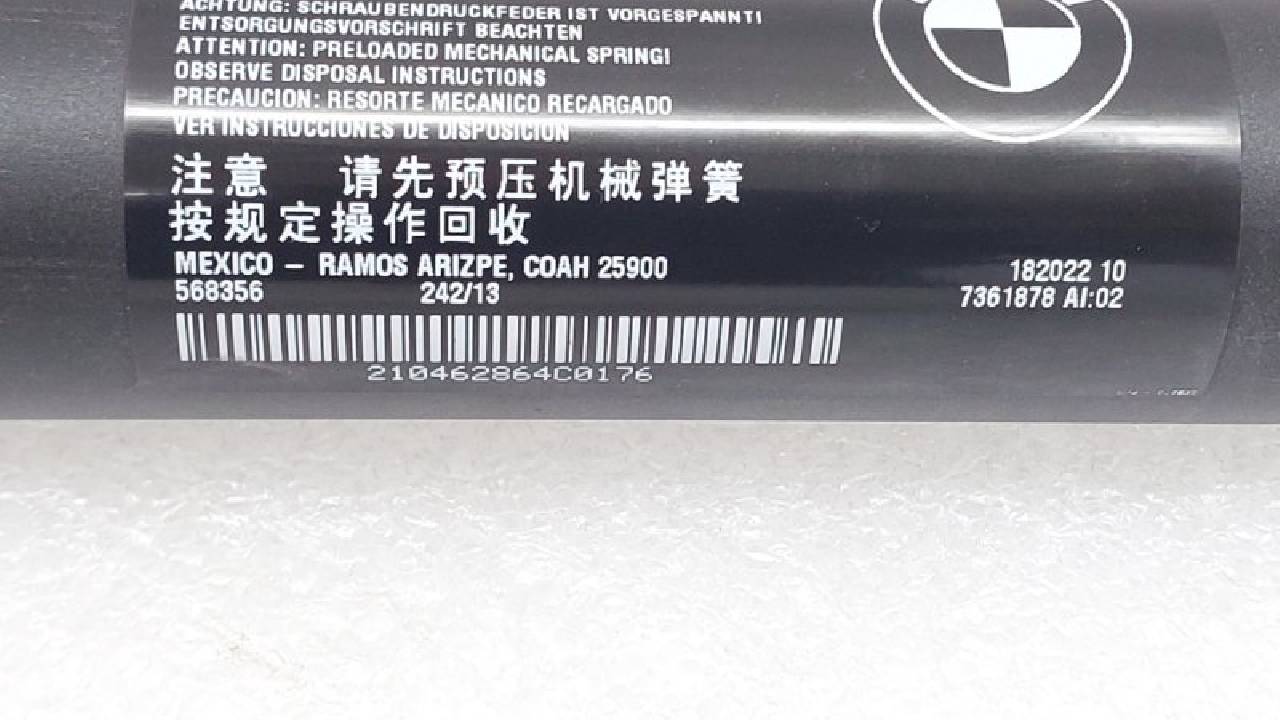 ACHTUNG: SCHRAUBENDRUCKFEDER IST VORGESPANNT!
ENTSORGUNGSVORSCHRIFT BEACHTEN
ATTENTION: PRELOADED MECHANICAL SPRING!
OBSERVE DISPOSAL INSTRUCTIONS
PRECAUCION: RESORTE MECANICO RECARGADO
VER INSTRUCCIONES DE DISPOSICION
注意 请先预压机械弹簧
按规定操作回收
MEXICO – RAMOS ARIZPE, COAH 25900
182022 10
568356 242/13
7361878 AI:02
210462864C0176